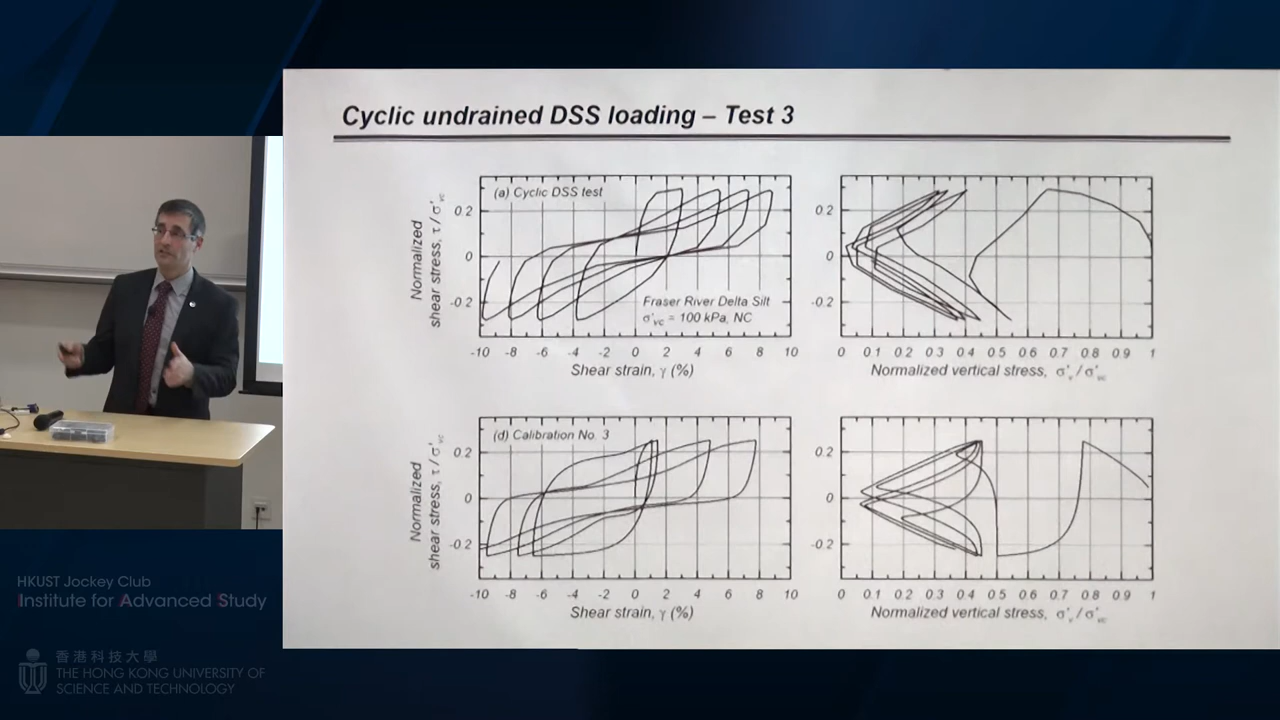 Cyclic undrained DSS loading – Test 3
(a) Cyclic DSS test
Normalized
shear stress, τ / σ'vc
0.2
0
-0.2
Fraser River Delta Silt
σ'vc = 100 kPa, NC
-10 -8 -6 -4 -2 0 2 4 6 8 10
Shear strain, γ (%)
0.2
0
-0.2
0 0.1 0.2 0.3 0.4 0.5 0.6 0.7 0.8 0.9 1
Normalized vertical stress, σ'v / σ'vc
(d) Calibration No. 3
Normalized
shear stress, τ / σ'vc
0.2
0
-0.2
-10 -8 -6 -4 -2 0 2 4 6 8 10
Shear strain, γ (%)
0.2
0
-0.2
0 0.1 0.2 0.3 0.4 0.5 0.6 0.7 0.8 0.9 1
Normalized vertical stress, σ'v / σ'vc
HKUST Jockey Club
Institute for Advanced Study
香港科技大學
THE HONG KONG UNIVERSITY OF
SCIENCE AND TECHNOLOGY